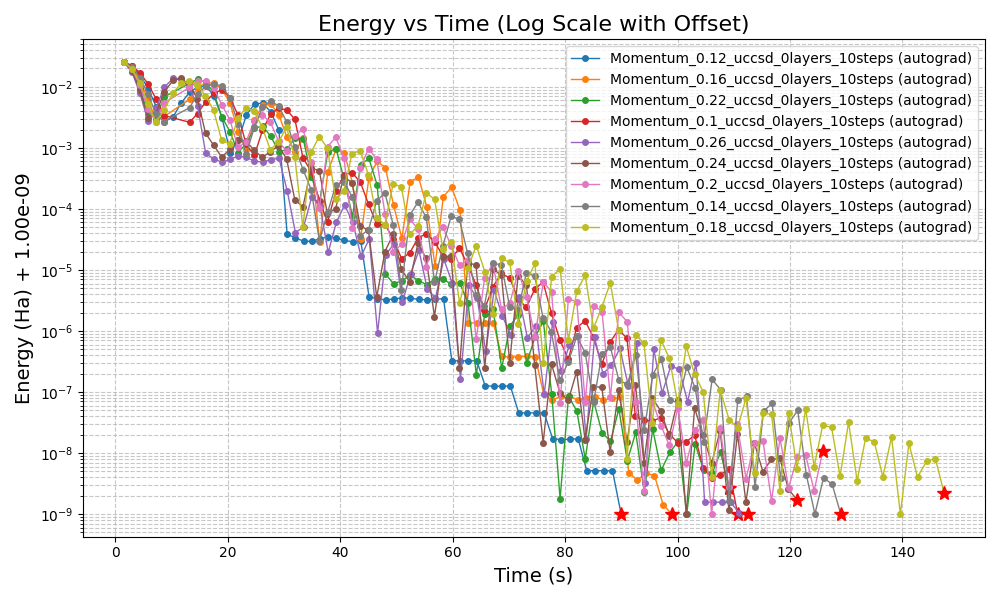 Energy vs Time (Log Scale with Offset)
Energy (Ha) + 1.00e-09
10⁻²
10⁻³
10⁻⁴
10⁻⁵
10⁻⁶
10⁻⁷
10⁻⁸
10⁻⁹
Momentum_0.12_uccsd_0layers_10steps (autograd)
Momentum_0.16_uccsd_0layers_10steps (autograd)
Momentum_0.22_uccsd_0layers_10steps (autograd)
Momentum_0.1_uccsd_0layers_10steps (autograd)
Momentum_0.26_uccsd_0layers_10steps (autograd)
Momentum_0.24_uccsd_0layers_10steps (autograd)
Momentum_0.2_uccsd_0layers_10steps (autograd)
Momentum_0.14_uccsd_0layers_10steps (autograd)
Momentum_0.18_uccsd_0layers_10steps (autograd)
0 20 40 60 80 100 120 140
Time (s)